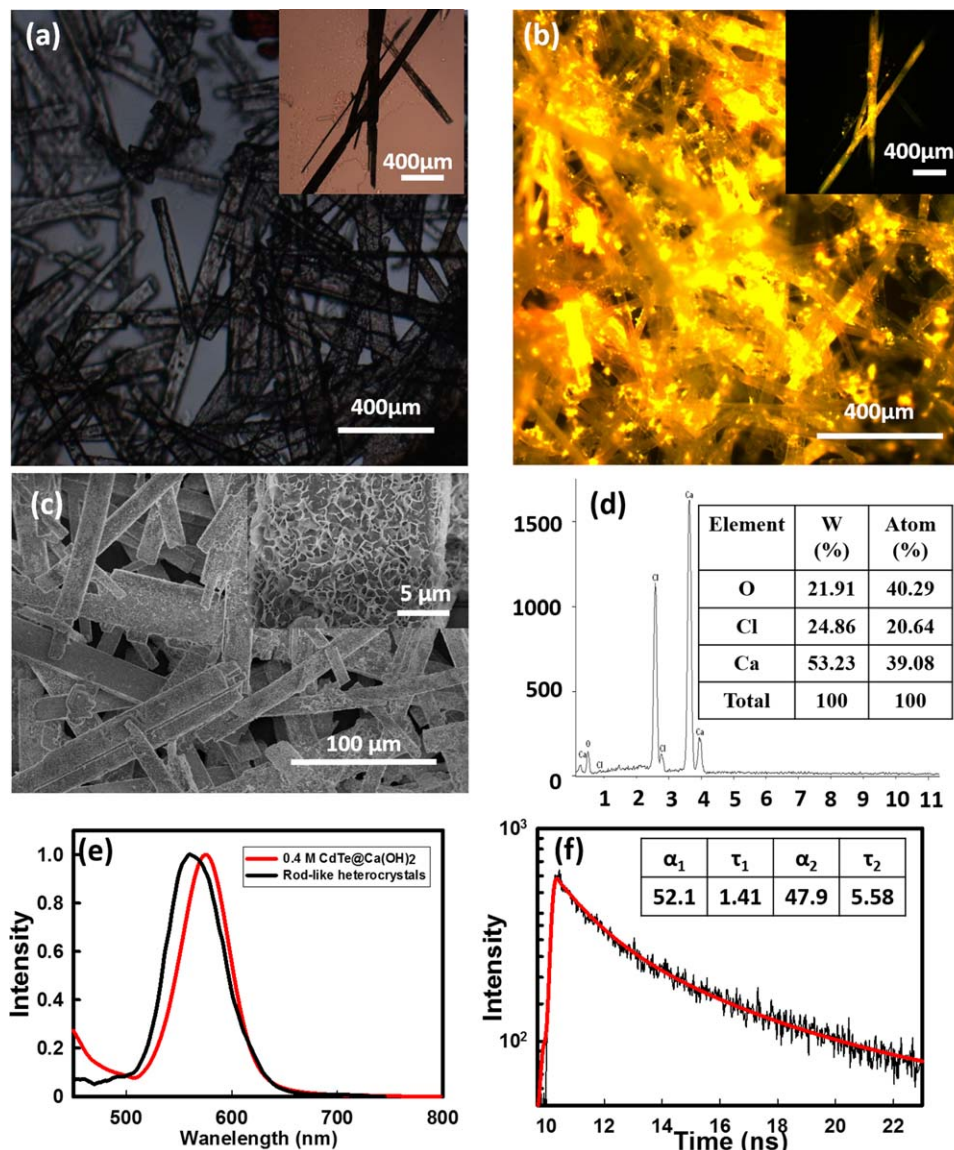 (a)
400μm
400μm
(b)
400μm
400μm
(c)
5 μm
100 μm
(d)
1500
1000
500
0
Ca
O
Ca
Cl
Cl
Cl
Ca
Ca
1 2 3 4 5 6 7 8 9 10 11
Element W (%) Atom (%)
O 21.91 40.29
Cl 24.86 20.64
Ca 53.23 39.08
Total 100 100
(e)
0.4 M CdTe@Ca(OH)2
Rod-like heterocrystals
Intensity
1.0
0.8
0.6
0.4
0.2
0
500 600 700 800
Wavelength (nm)
(f)
α1 τ1 α2 τ2
52.1 1.41 47.9 5.58
Intensity
10³
10²
10 12 14 16 18 20 22
Time (ns)